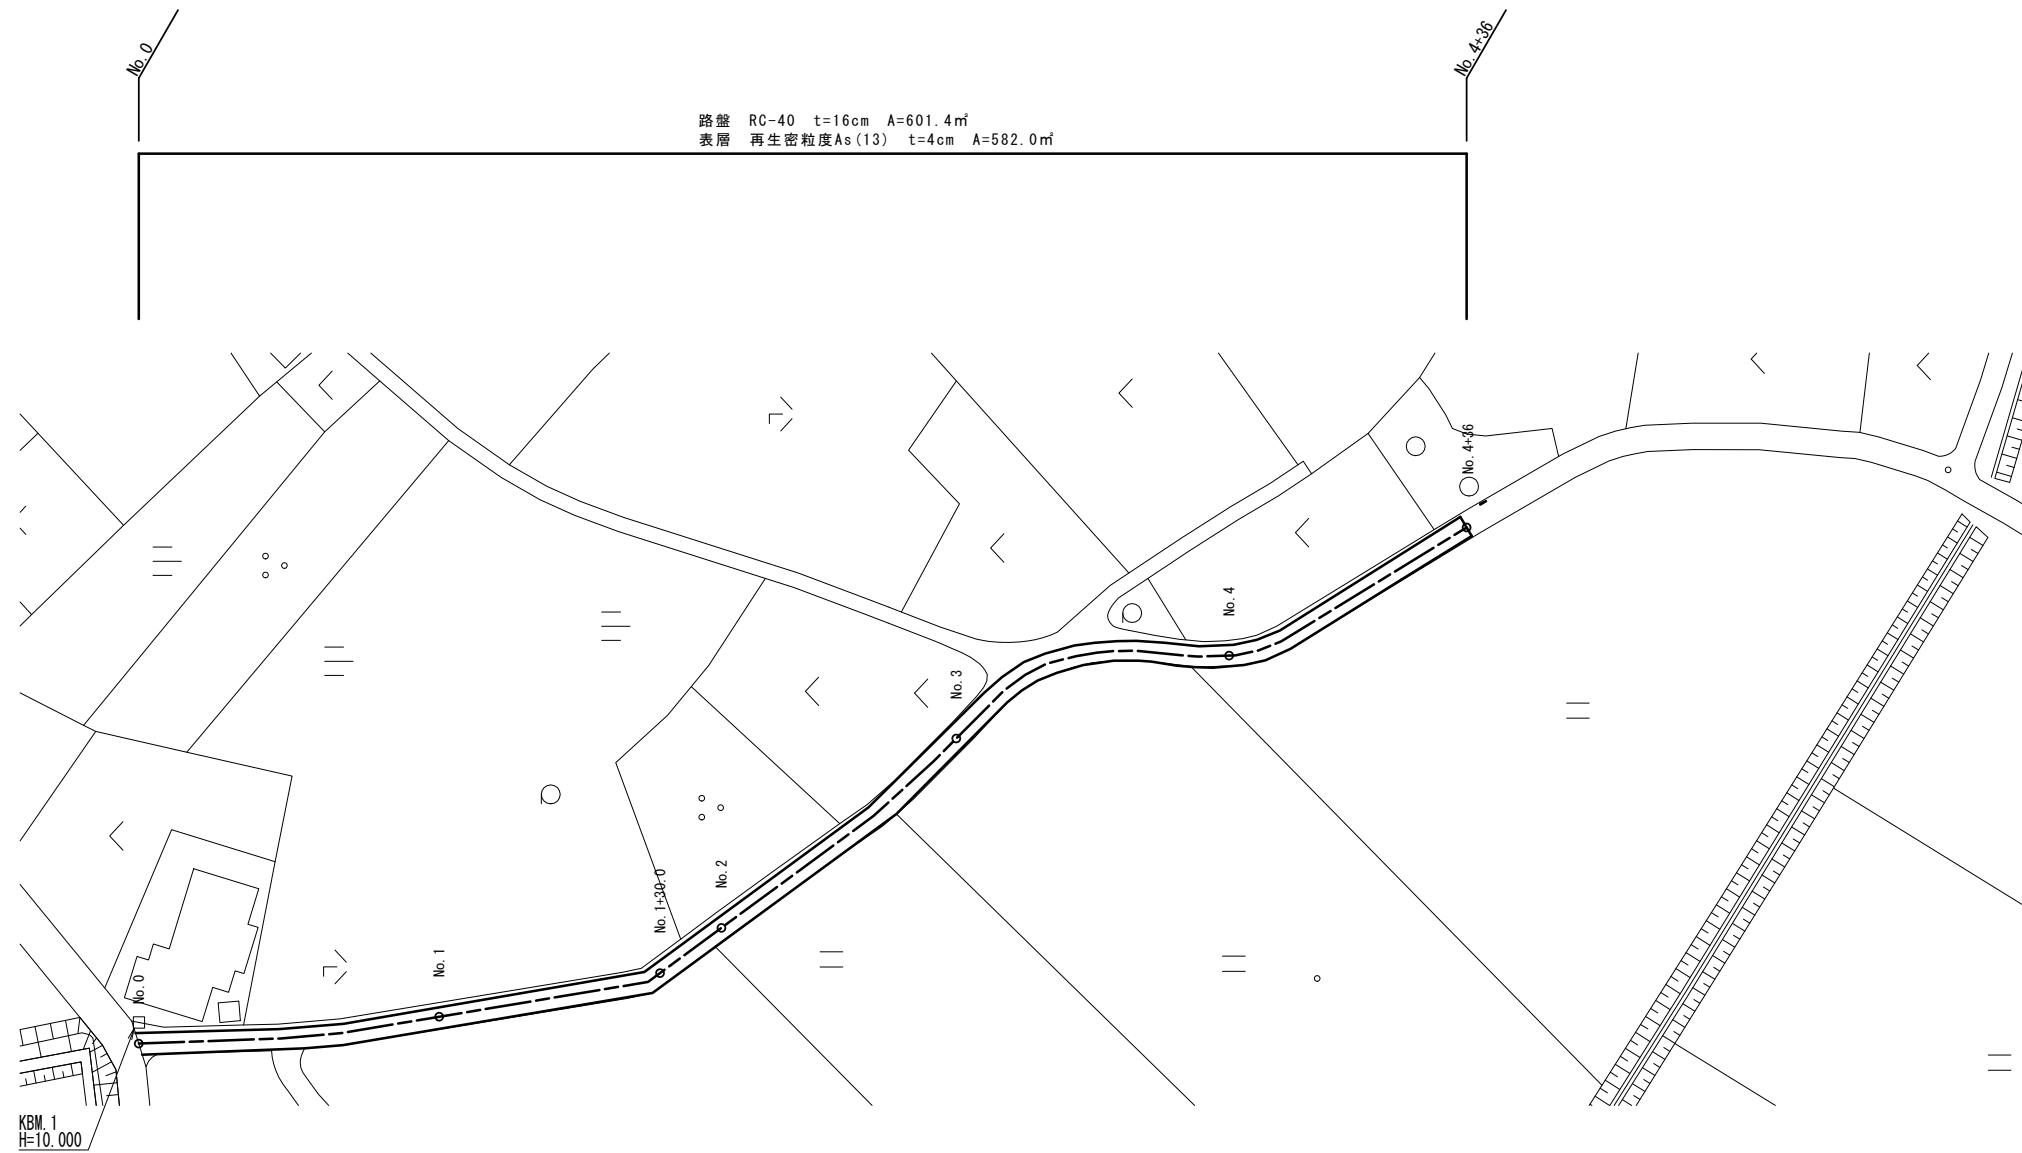 No.0
No.4+36
路盤 RC-40 t=16cm A=601.4㎡
表層 再生密粒度As(13) t=4cm A=582.0㎡
No.4+36
No.4
No.3
No.2
No.1+30.0
No.1
No.0
KBM.1
H=10.000